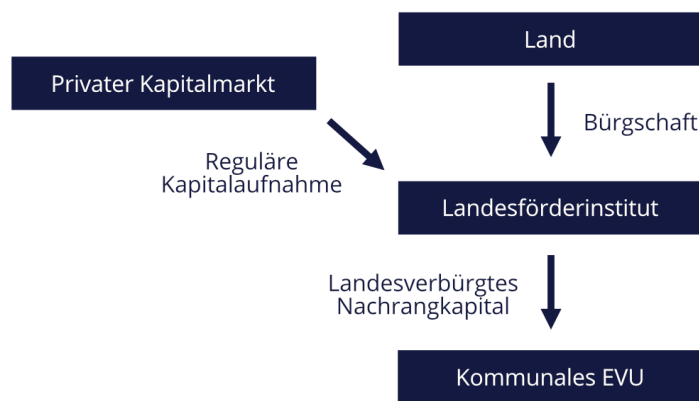 Land
Privater Kapitalmarkt
Bürgschaft
Reguläre
Kapitalaufnahme
Landesförderinstitut
Landesverbürgtes
Nachrangkapital
Kommunales EVU